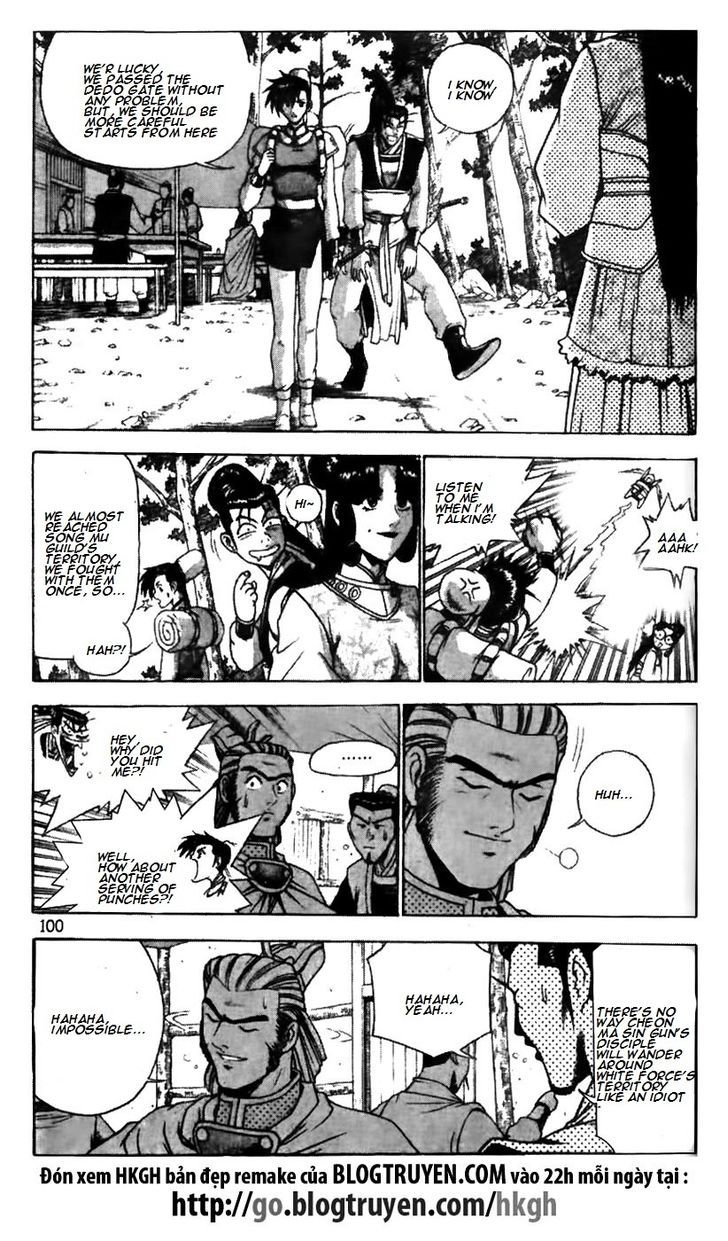 WE'R LUCKY,
WE PASSED THE
DEDO GATE WITHOUT
ANY PROBLEM,
BUT, WE SHOULD BE
MORE CAREFUL
STARTS FROM HERE
I KNOW,
I KNOW
WE ALMOST
REACHED
SONG MU
GUILD'S
TERRITORY,
WE FOUGHT
WITH THEM
ONCE, SO...
HAH?!
HI~
LISTEN
TO ME
WHEN I'M
TALKING!
AAA
AAHK!
HEY,
WHY DID
YOU HIT
ME?!
WELL,
HOW ABOUT
ANOTHER
SERVING OF
PUNCHES?!
......
HUH...
100
HAHAHA,
IMPOSSIBLE...
HAHAHA,
YEAH...
THERE'S NO
WAY CHEON
MA SIN GUN'S
DISCIPLE
WILL WANDER
AROUND
WHITE FORCE'S
TERRITORY
LIKE AN IDIOT
Đón xem HKGH bản đẹp remake của BLOGTRUYEN.COM vào 22h mỗi ngày tại :
http://go.blogtruyen.com/hkgh